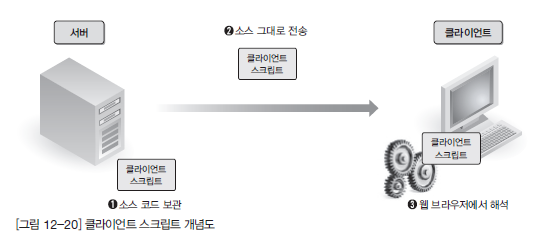 서버
❷ 소스 그대로 전송
클라이언트
클라이언트
스크립트
클라이언트
스크립트
클라이언트
스크립트
❶ 소스 코드 보관
❸ 웹 브라우저에서 해석
[그림 12-20] 클라이언트 스크립트 개념도